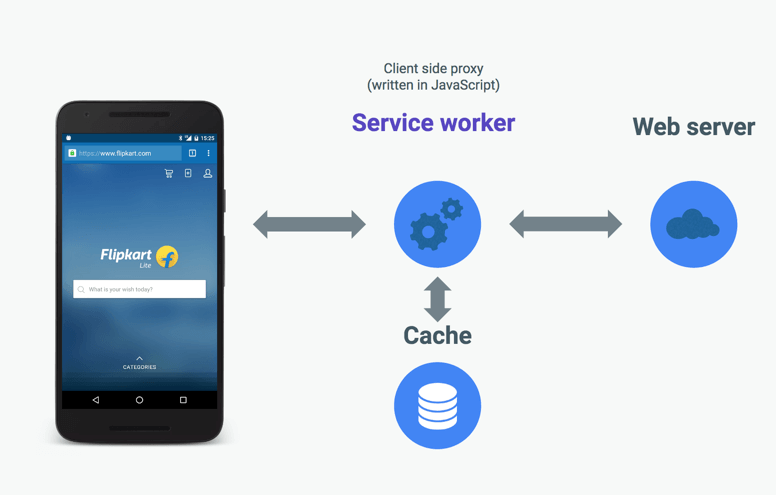 Client side proxy
(written in JavaScript)
Service worker
Web server
15:25
https://www.flipkart.com
1
Flipkart
Lite
What is your wish today?
CATEGORIES
Cache